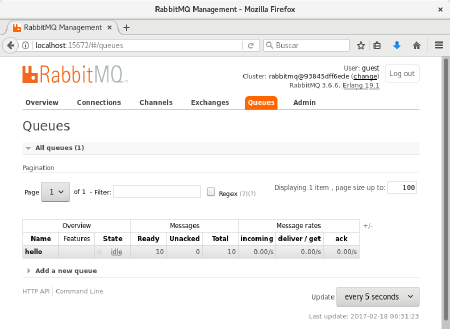 RabbitMQ Management - Mozilla Firefox
RabbitMQ Management
localhost:15672/#/queues
Buscar
RabbitMQ
User: guest
Cluster: rabbitmq@93845dff6ede (change)
RabbitMQ 3.6.6, Erlang 19.1
Log out
Overview Connections Channels Exchanges Queues Admin
Queues
All queues (1)
Pagination
Page 1 of 1 - Filter: Regex (?)(?)
Displaying 1 item , page size up to: 100
Overview Messages Message rates +/-
Name Features State Ready Unacked Total incoming deliver / get ack
hello idle 10 0 10 0.00/s 0.00/s 0.00/s
Add a new queue
HTTP API | Command Line
Update every 5 seconds
Last update: 2017-02-18 00:31:23